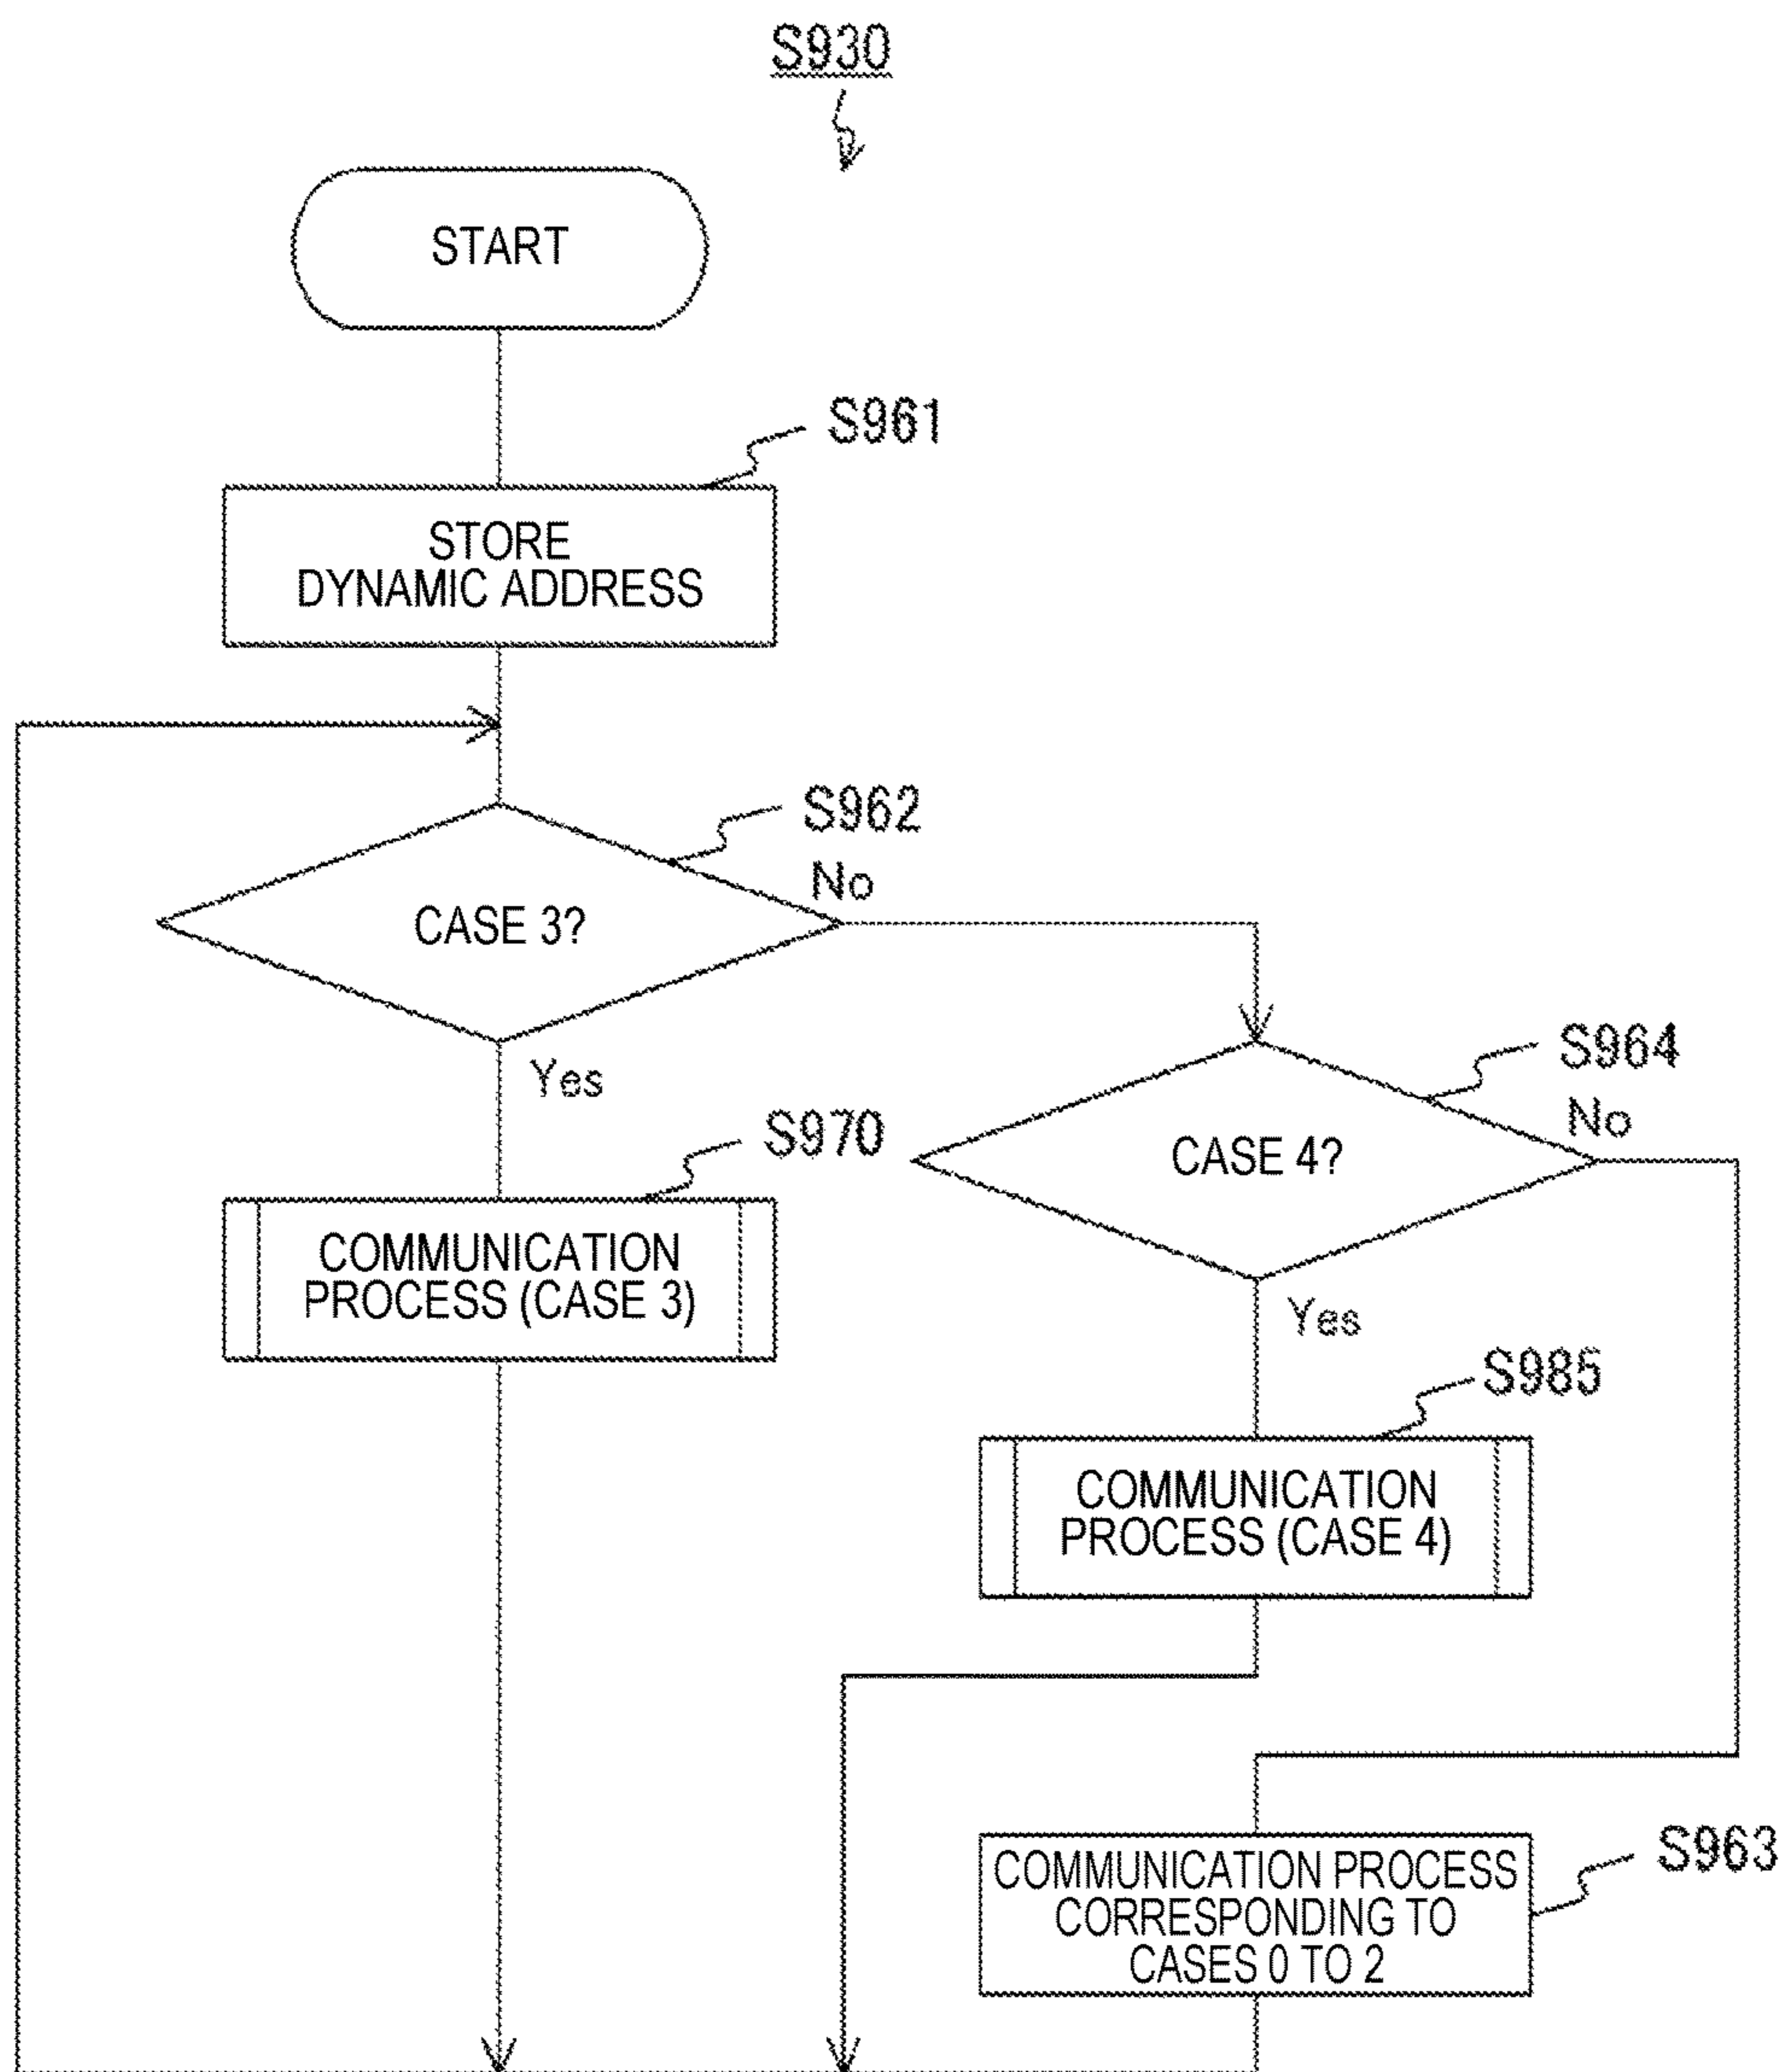 S930
START
S961
STORE
DYNAMIC ADDRESS
S962
No
CASE 3?
Yes
S964
No
CASE 4?
S970
COMMUNICATION
PROCESS (CASE 3)
Yes
S985
COMMUNICATION
PROCESS (CASE 4)
S963
COMMUNICATION PROCESS
CORRESPONDING TO
CASES 0 TO 2